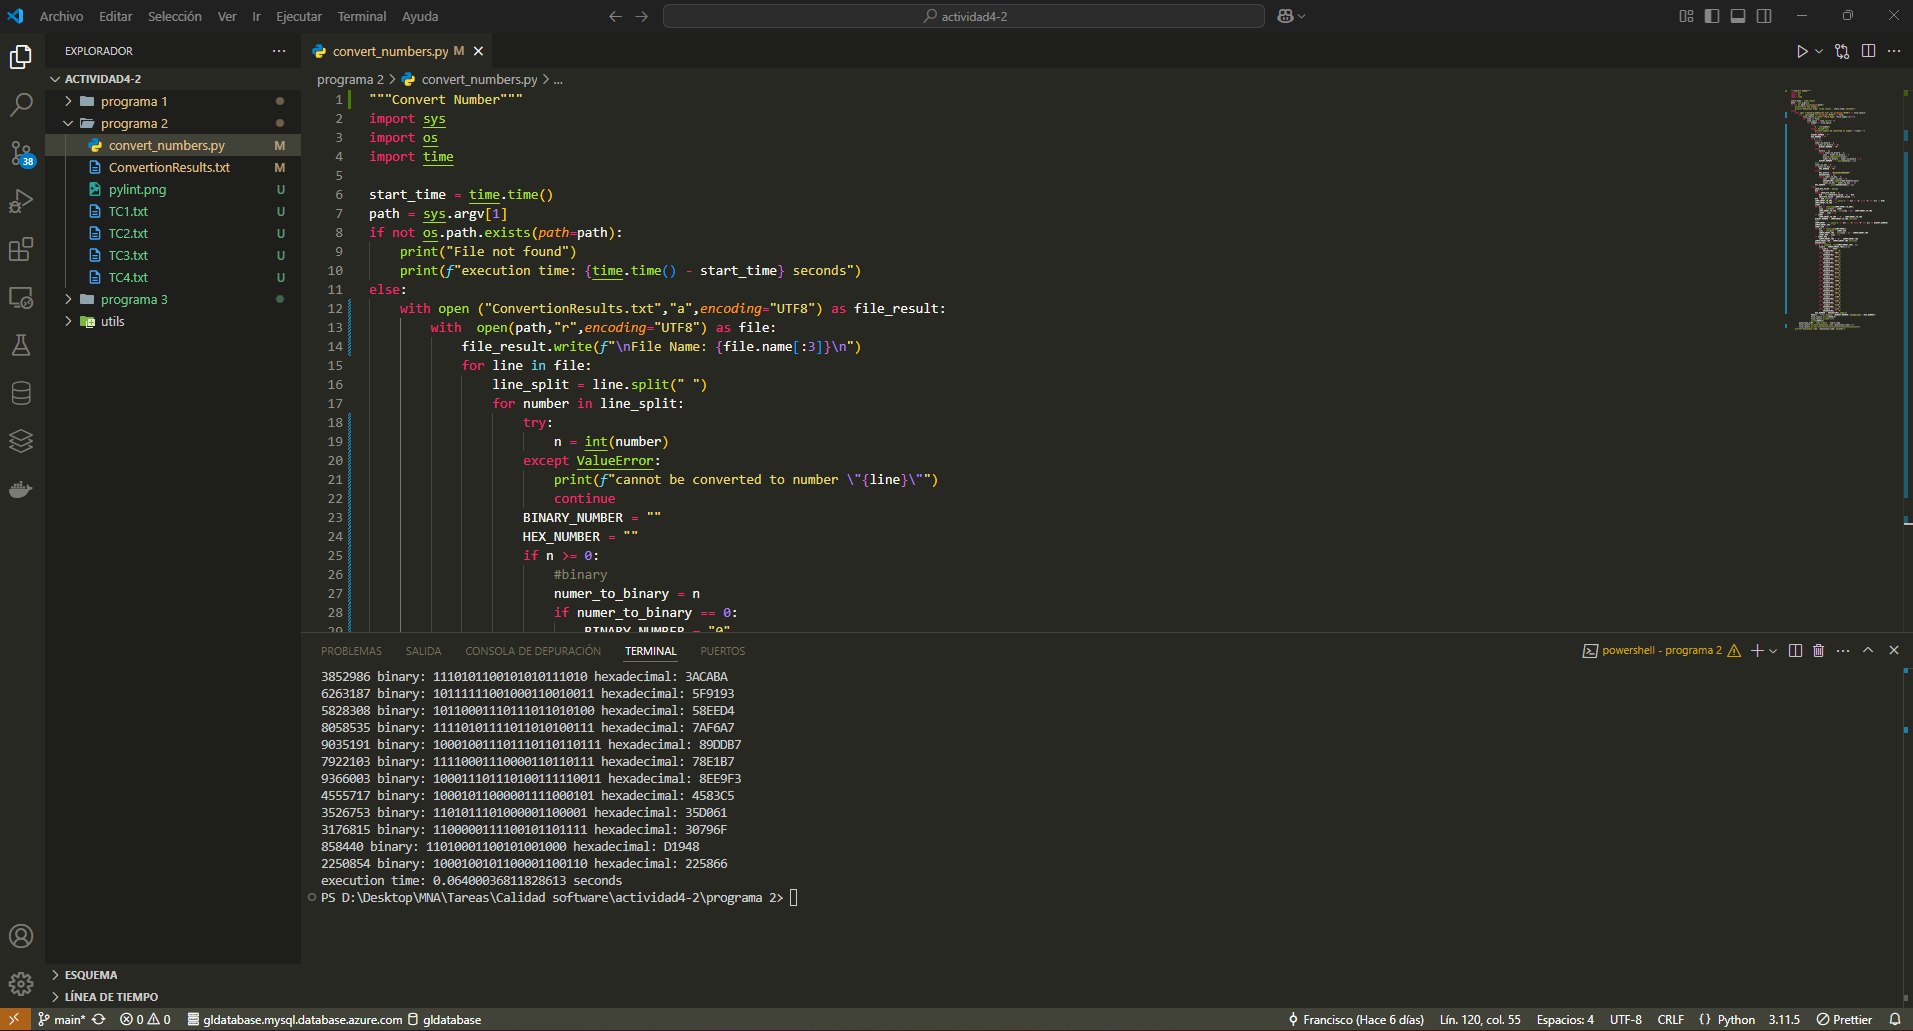 Archivo Editar Selección Ver Ir Ejecutar Terminal Ayuda
actividad4-2
EXPLORADOR
ACTIVIDAD4-2
programa 1
programa 2
convert_numbers.py M
ConvertionResults.txt M
pylint.png U
TC1.txt U
TC2.txt U
TC3.txt U
TC4.txt U
programa 3
utils
38
ESQUEMA
LÍNEA DE TIEMPO
convert_numbers.py M
programa 2 > convert_numbers.py > ...
1 """Convert Number"""
2 import sys
3 import os
4 import time
5
6 start_time = time.time()
7 path = sys.argv[1]
8 if not os.path.exists(path=path):
9 print("File not found")
10 print(f"execution time: {time.time() - start_time} seconds")
11 else:
12 with open ("ConvertionResults.txt","a",encoding="UTF8") as file_result:
13 with  open(path,"r",encoding="UTF8") as file:
14 file_result.write(f"\nFile Name: {file.name[:3]}\n")
15 for line in file:
16 line_split = line.split(" ")
17 for number in line_split:
18 try:
19 n = int(number)
20 except ValueError:
21 print(f"cannot be converted to number \"{line}\"")
22 continue
23 BINARY_NUMBER = ""
24 HEX_NUMBER = ""
25 if n >= 0:
26 #binary
27 numer_to_binary = n
28 if numer_to_binary == 0:
29 BINARY_NUMBER = "0"
PROBLEMAS SALIDA CONSOLA DE DEPURACIÓN TERMINAL PUERTOS
powershell - programa 2
3852986 binary: 1110101100101010111010 hexadecimal: 3ACABA
6263187 binary: 10111111001000110010011 hexadecimal: 5F9193
5828308 binary: 10110001110111011010100 hexadecimal: 58EED4
8058535 binary: 11110101111011010100111 hexadecimal: 7AF6A7
9035191 binary: 100010011101110110110111 hexadecimal: 89DDB7
7922103 binary: 11110001110000110110111 hexadecimal: 78E1B7
9366003 binary: 100011101110100111110011 hexadecimal: 8EE9F3
4555717 binary: 10001011000001111000101 hexadecimal: 4583C5
3526753 binary: 1101011101000001100001 hexadecimal: 35D061
3176815 binary: 1100000111100101101111 hexadecimal: 30796F
858440 binary: 11010001100101001000 hexadecimal: D1948
2250854 binary: 1000100101100001100110 hexadecimal: 225866
execution time: 0.06400036811828613 seconds
PS D:\Desktop\MNA\Tareas\Calidad software\actividad4-2\programa 2>
main* 0 0 gldatabase.mysql.database.azure.com gldatabase
Francisco (Hace 6 días) Lín. 120, col. 55 Espacios: 4 UTF-8 CRLF {} Python 3.11.5 Prettier